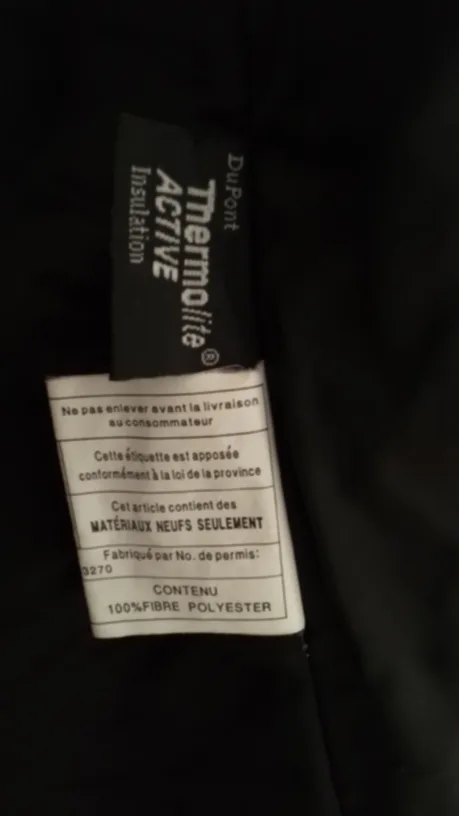 DuPont
Thermolite®
ACTIVE
Insulation
Ne pas enlever avant la livraison
au consommateur
Cette étiquette est apposée
conformément à la loi de la province
Cet article contient des
MATÉRIAUX NEUFS SEULEMENT
Fabriqué par No. de permis:
3270
CONTENU
100%FIBRE POLYESTER